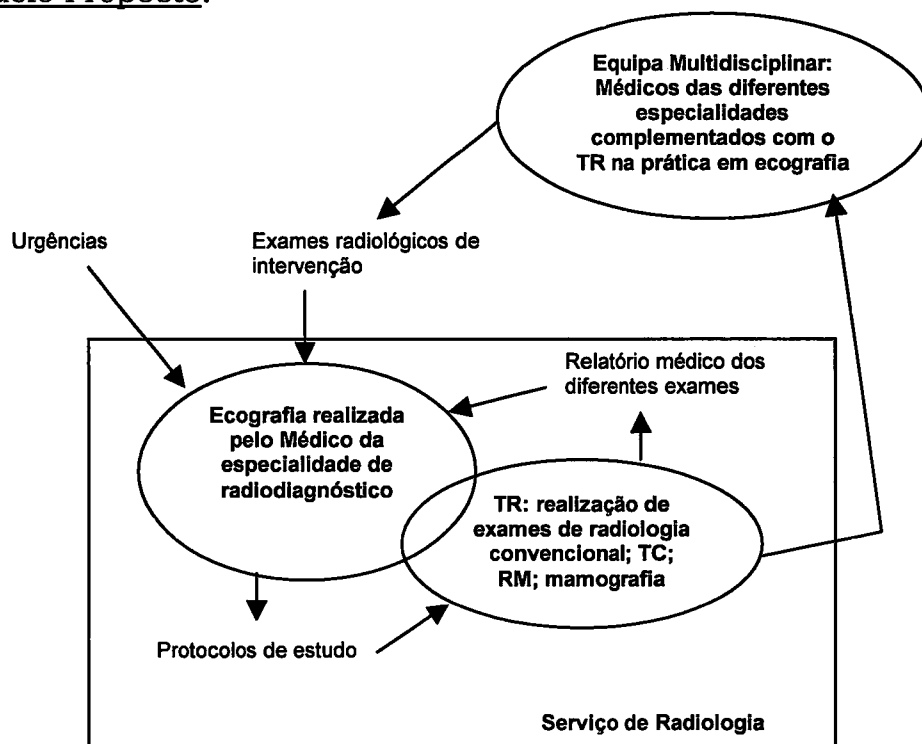 Proposto:
Equipa Multidisciplinar:
Médicos das diferentes
especialidades
complementados com o
TR na prática em ecografia
Urgências
Exames radiológicos de
intervenção
Relatório médico dos
diferentes exames
Ecografia realizada
pelo Médico da
especialidade de
radiodiagnóstico
TR: realização de
exames de radiologia
convencional; TC;
RM; mamografia
Protocolos de estudo
Serviço de Radiologia